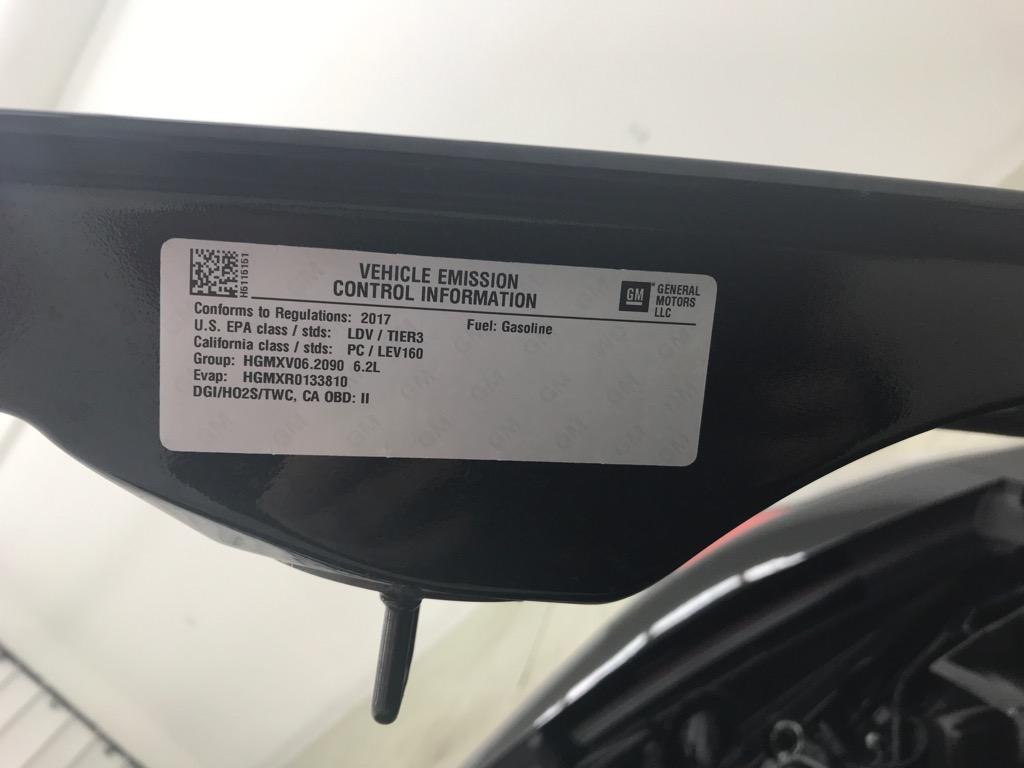 VEHICLE EMISSION
CONTROL INFORMATION
GM GENERAL
MOTORS
LLC
H6116151
Conforms to Regulations: 2017
Fuel: Gasoline
U.S. EPA class / stds: LDV / TIER3
California class / stds: PC / LEV160
Group: HGMXV06.2090 6.2L
Evap: HGMXR0133810
DGI/HO2S/TWC, CA OBD: II